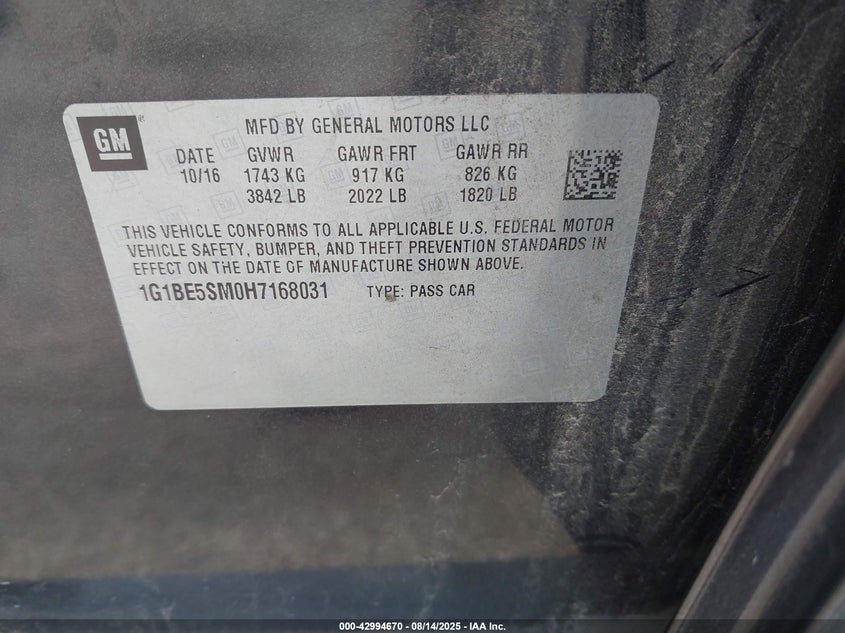 GM
MFD BY GENERAL MOTORS LLC
DATE GVWR GAWR FRT GAWR RR
10/16 1743 KG 917 KG 826 KG
3842 LB 2022 LB 1820 LB
THIS VEHICLE CONFORMS TO ALL APPLICABLE U.S. FEDERAL MOTOR
VEHICLE SAFETY, BUMPER, AND THEFT PREVENTION STANDARDS IN
EFFECT ON THE DATE OF MANUFACTURE SHOWN ABOVE.
1G1BE5SM0H7168031 TYPE: PASS CAR
000-42994670 - 08/14/2025 - IAA Inc.